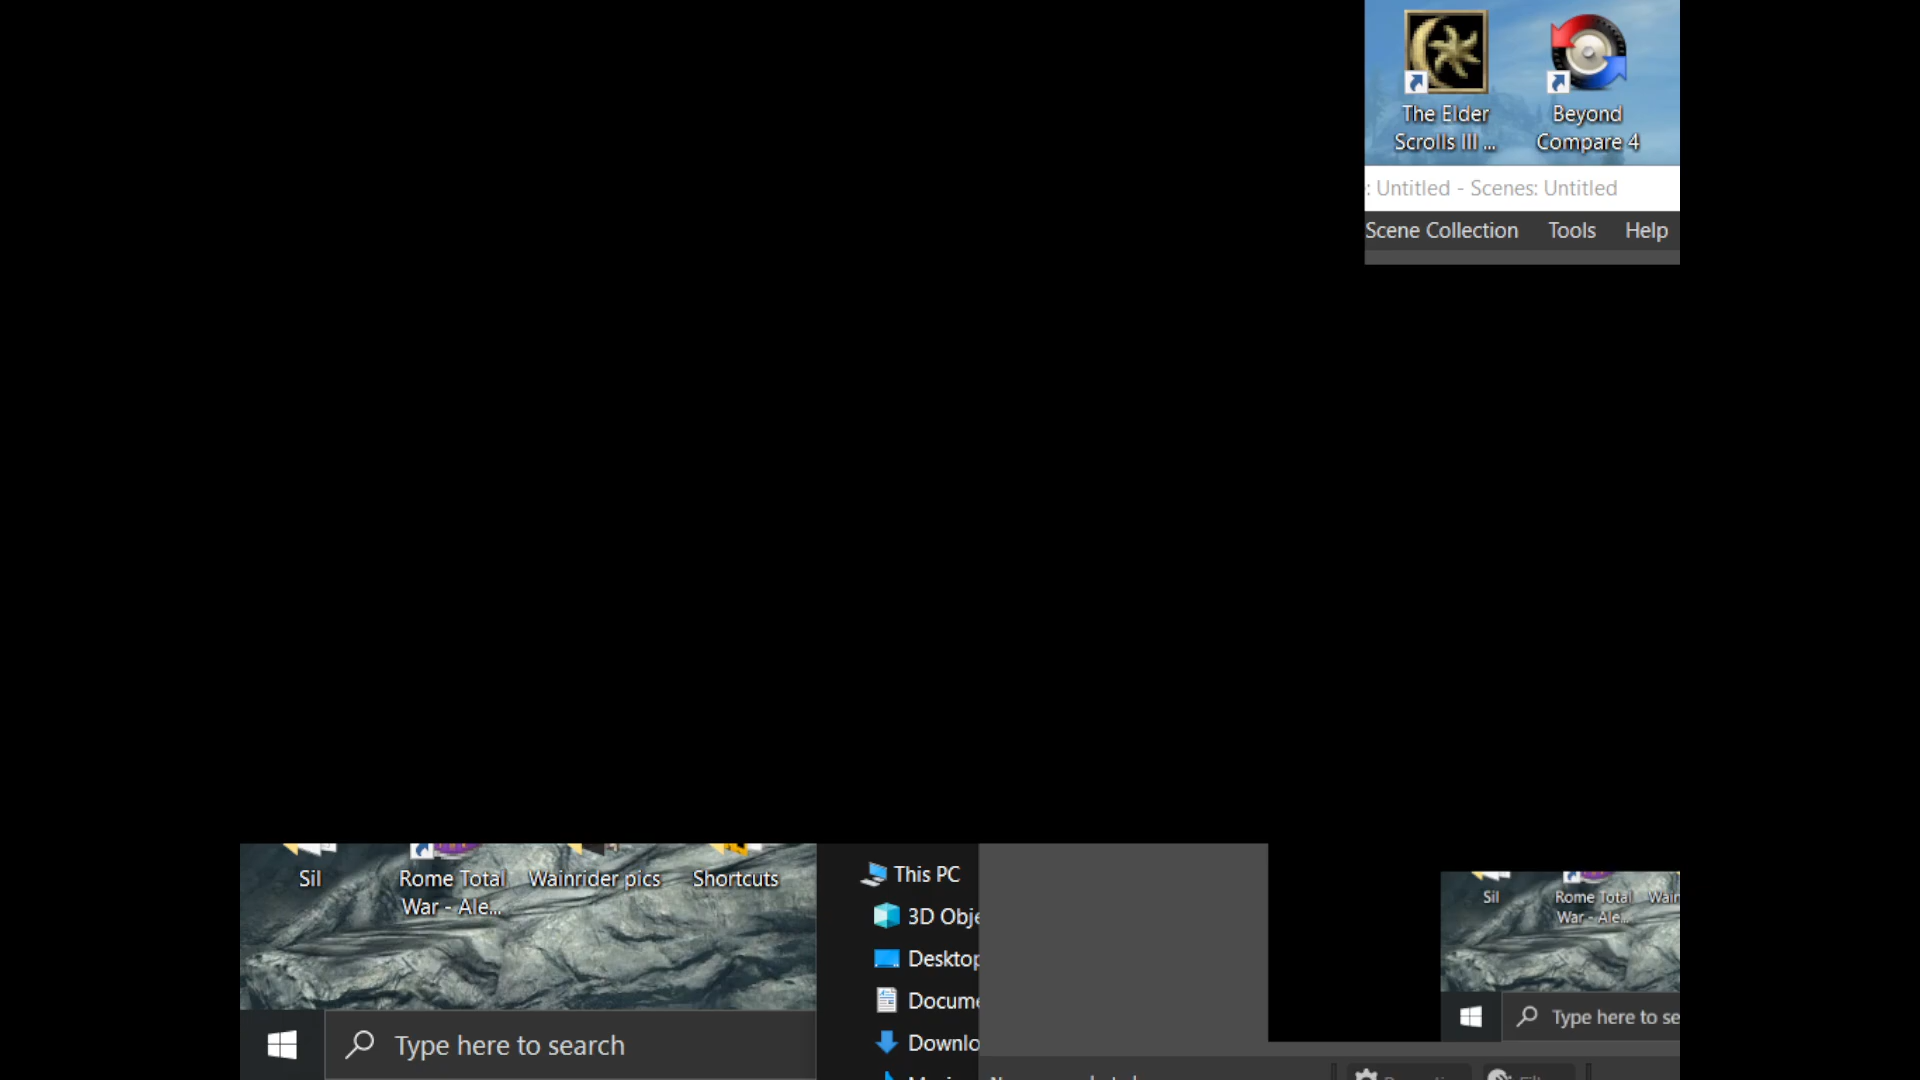 The Elder
Scrolls III ...
Beyond
Compare 4
: Untitled - Scenes: Untitled
Scene Collection Tools Help
Sil
Rome Total
War - Ale...
Wainrider pics
Shortcuts
Type here to search
This PC
3D Obje
Desktop
Docume
Downlo
Sil
Rome Total
War - Ale...
Wain
Type here to se